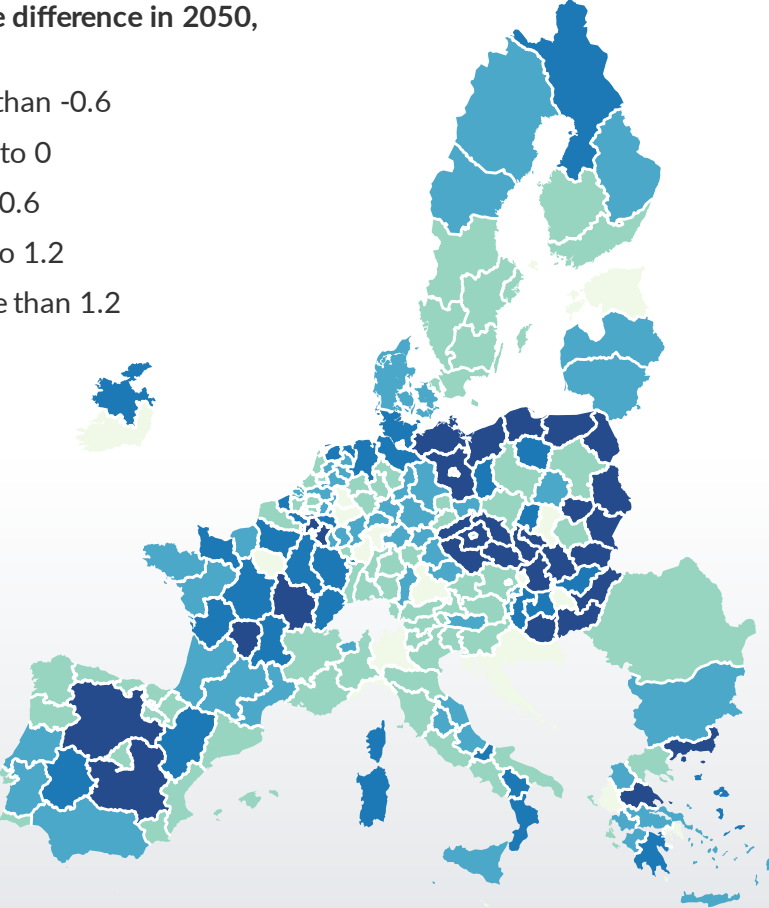 e difference in 2050,
than -0.6
to 0
0.6
o 1.2
e than 1.2